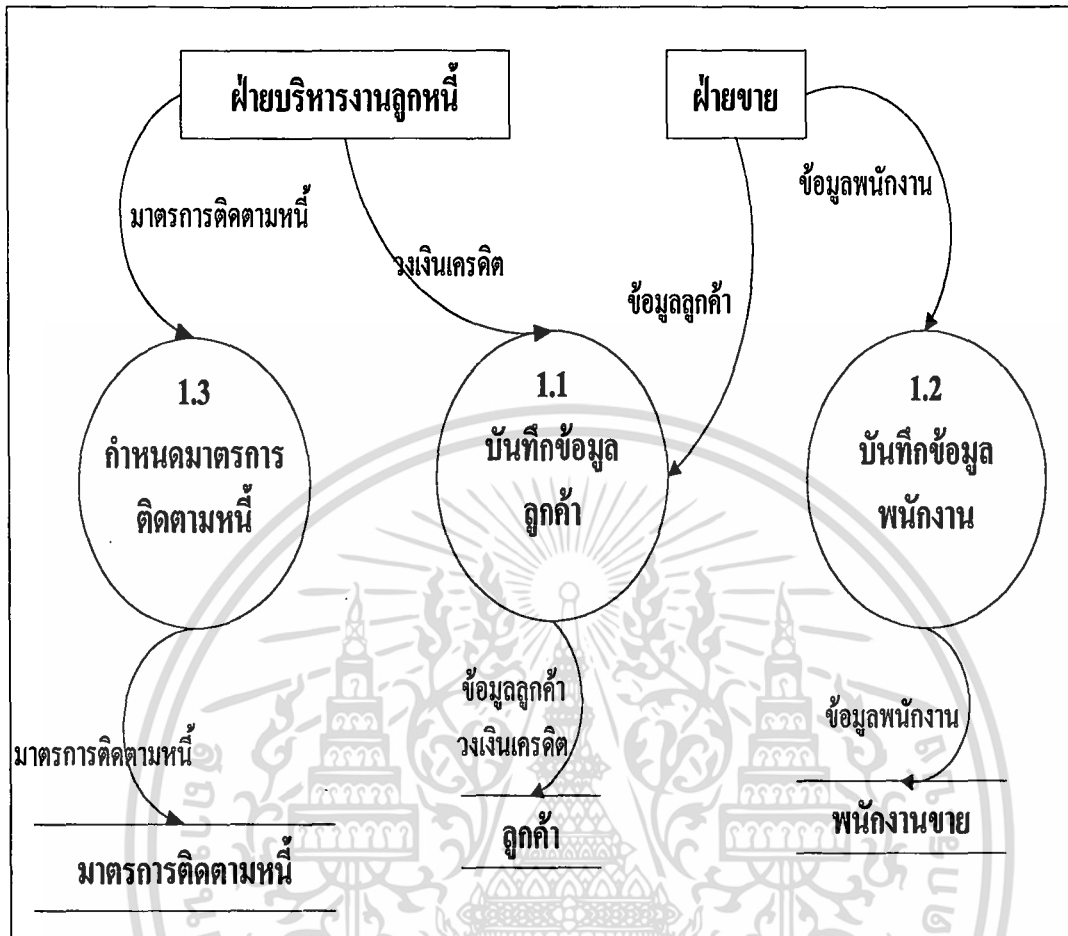 ฝ่ายบริหารงานลูกหนี้
ฝ่ายขาย
ข้อมูลพนักงาน
มาตรการติดตามหนี้
วงเงินเครดิต
ข้อมูลลูกค้า
1.3
กำหนดมาตรการ
ติดตามหนี้
1.1
บันทึกข้อมูล
ลูกค้า
1.2
บันทึกข้อมูล
พนักงาน
ข้อมูลลูกค้า
วงเงินเครดิต
ข้อมูลพนักงาน
มาตรการติดตามหนี้
มาตรการติดตามหนี้
ลูกค้า
พนักงานขาย